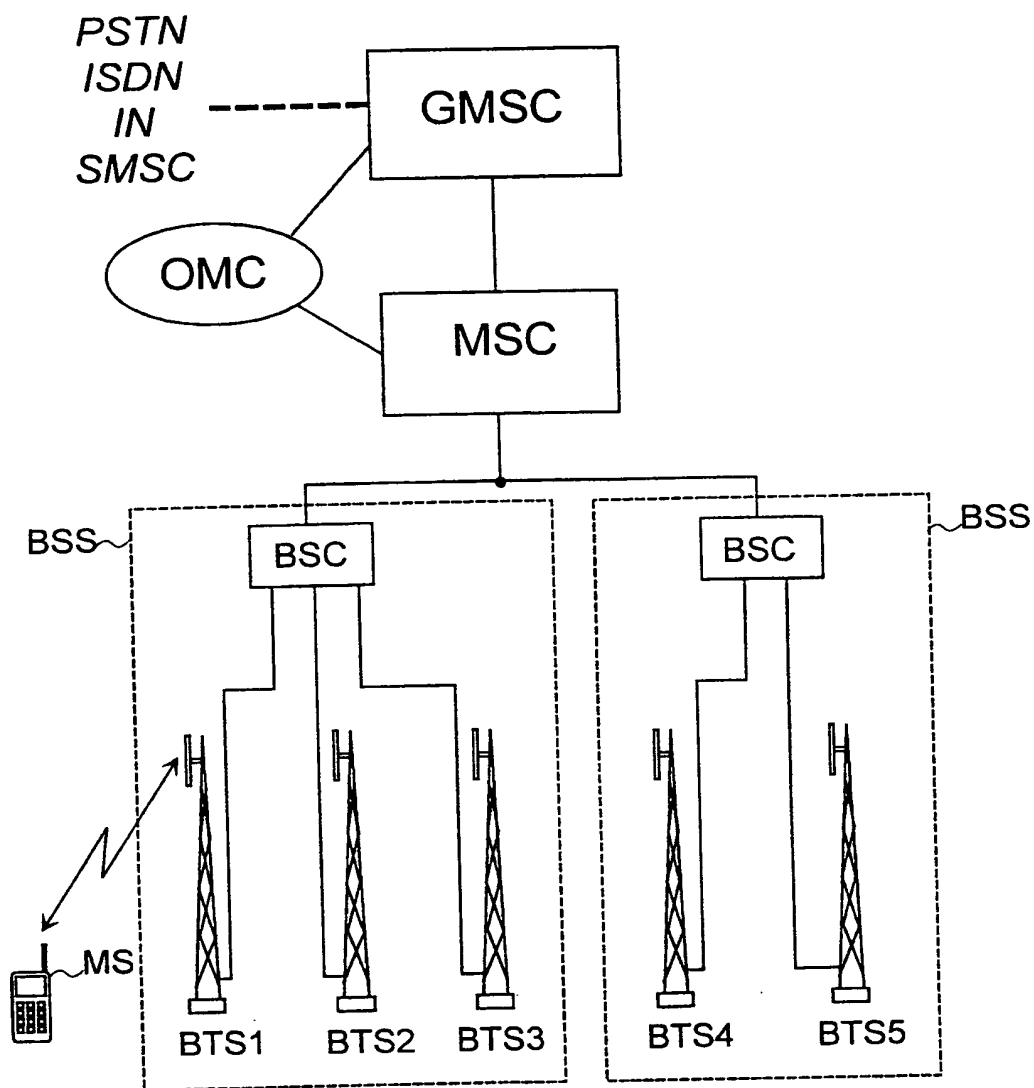 PSTN
ISDN
IN
SMSC
GMSC
OMC
MSC
BSS
BSC
BSC
BSS
MS
BTS1
BTS2
BTS3
BTS4
BTS5